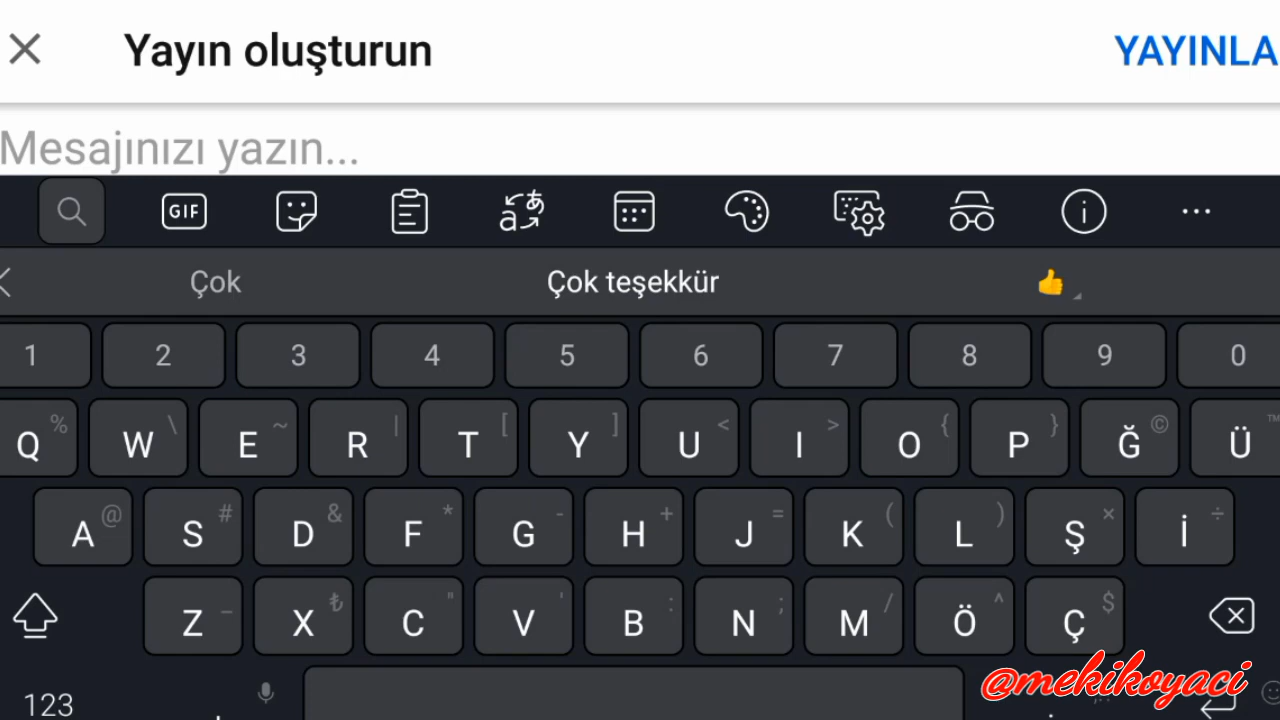 Yayın oluşturun YAYINLA
Mesajınızı yazın...
GIF
Çok Çok teşekkür 👍
1 2 3 4 5 6 7 8 9 0
% \ ~ | [ ] < > { } © ™
Q W E R T Y U I O P Ğ Ü
@ # & * - + = ( ) × ÷
A S D F G H J K L Ş İ
_ ₺ " ' : ; / ^ $
Z X C V B N M Ö Ç
@mekikoyaci
123